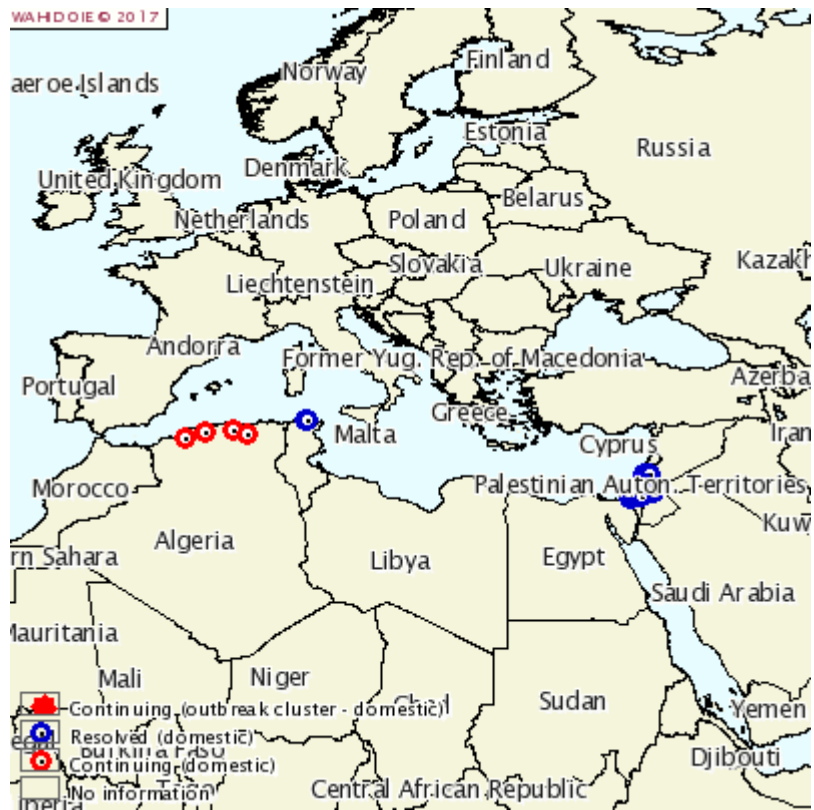 WAHID OIE © 2017
Norway
Finland
aeroe Islands
Estonia
Russia
Denmark
United Kingdom
Belarus
Netherlands
Poland
Slovakia
Ukraine
Kazakh
Liechtenstein
Andorra
Former Yug. Rep. of Macedonia
Portugal
Azerba
Greece
Malta
Cyprus
Iran
Morocco
Palestinian Auton. Territories
Algeria
Kuw
rn Sahara
Libya
Egypt
Saudi Arabia
Mauritania
Mali
Niger
Sudan
Continuing (outbreak cluster - domestic)
Yemen
Resolved (domestic)
Burkina Faso
Djibouti
Continuing (domestic)
No information
Central African Republic